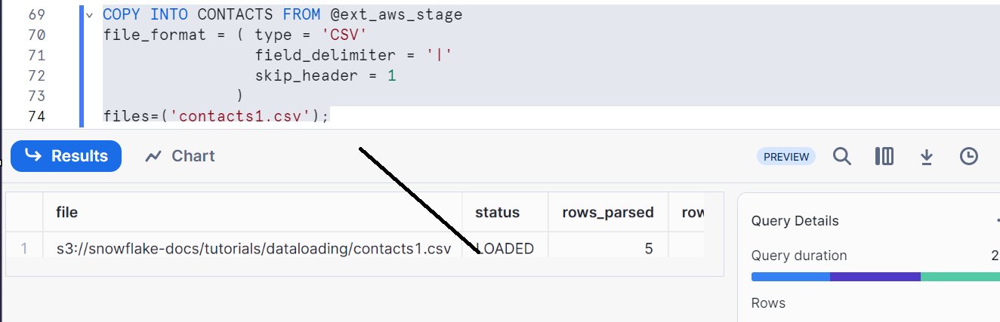 69 COPY INTO CONTACTS FROM @ext_aws_stage
70 file_format = ( type = 'CSV'
71 field_delimiter = '|'
72 skip_header = 1
73 )
74 files=('contacts1.csv');
Results Chart PREVIEW
file status rows_parsed row
1 s3://snowflake-docs/tutorials/dataloading/contacts1.csv LOADED 5
Query Details
Query duration 2
Rows